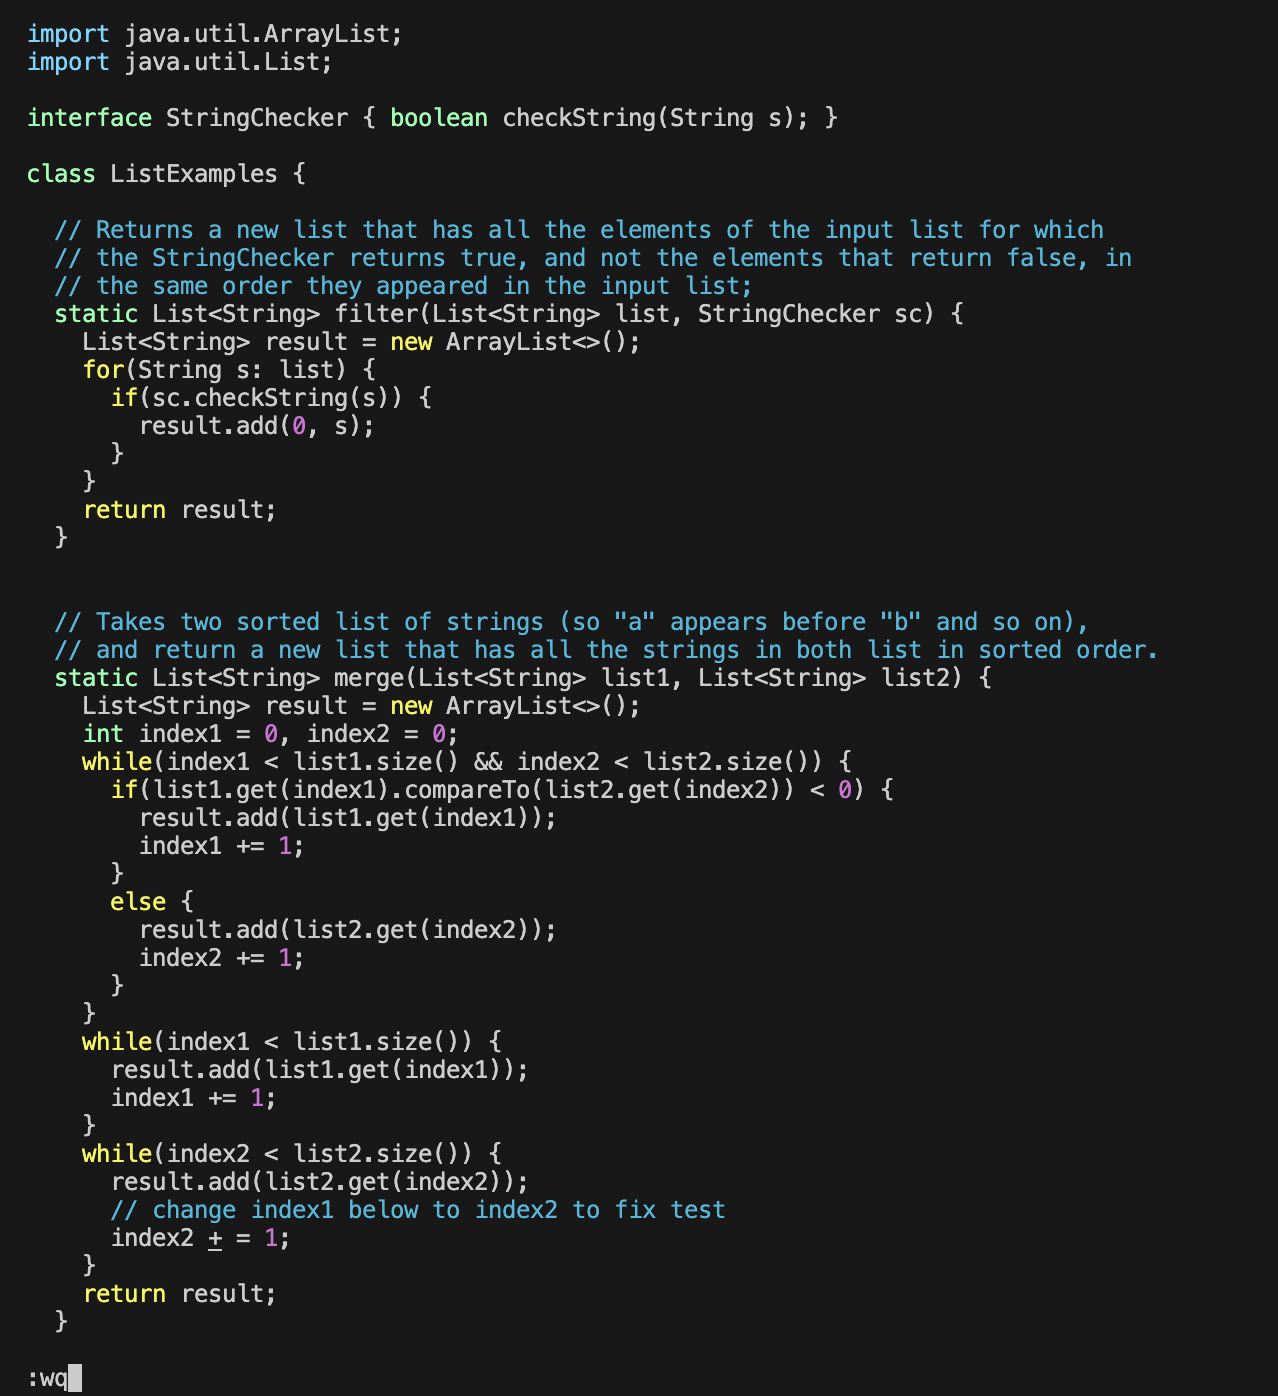 import java.util.ArrayList;
import java.util.List;

interface StringChecker { boolean checkString(String s); }

class ListExamples {

  // Returns a new list that has all the elements of the input list for which
  // the StringChecker returns true, and not the elements that return false, in
  // the same order they appeared in the input list;
  static List<String> filter(List<String> list, StringChecker sc) {
    List<String> result = new ArrayList<>();
    for(String s: list) {
      if(sc.checkString(s)) {
        result.add(0, s);
      }
    }
    return result;
  }


  // Takes two sorted list of strings (so "a" appears before "b" and so on),
  // and return a new list that has all the strings in both list in sorted order.
  static List<String> merge(List<String> list1, List<String> list2) {
    List<String> result = new ArrayList<>();
    int index1 = 0, index2 = 0;
    while(index1 < list1.size() && index2 < list2.size()) {
      if(list1.get(index1).compareTo(list2.get(index2)) < 0) {
        result.add(list1.get(index1));
        index1 += 1;
      }
      else {
        result.add(list2.get(index2));
        index2 += 1;
      }
    }
    while(index1 < list1.size()) {
      result.add(list1.get(index1));
      index1 += 1;
    }
    while(index2 < list2.size()) {
      result.add(list2.get(index2));
      // change index1 below to index2 to fix test
      index2 + = 1;
    }
    return result;
  }

:wq